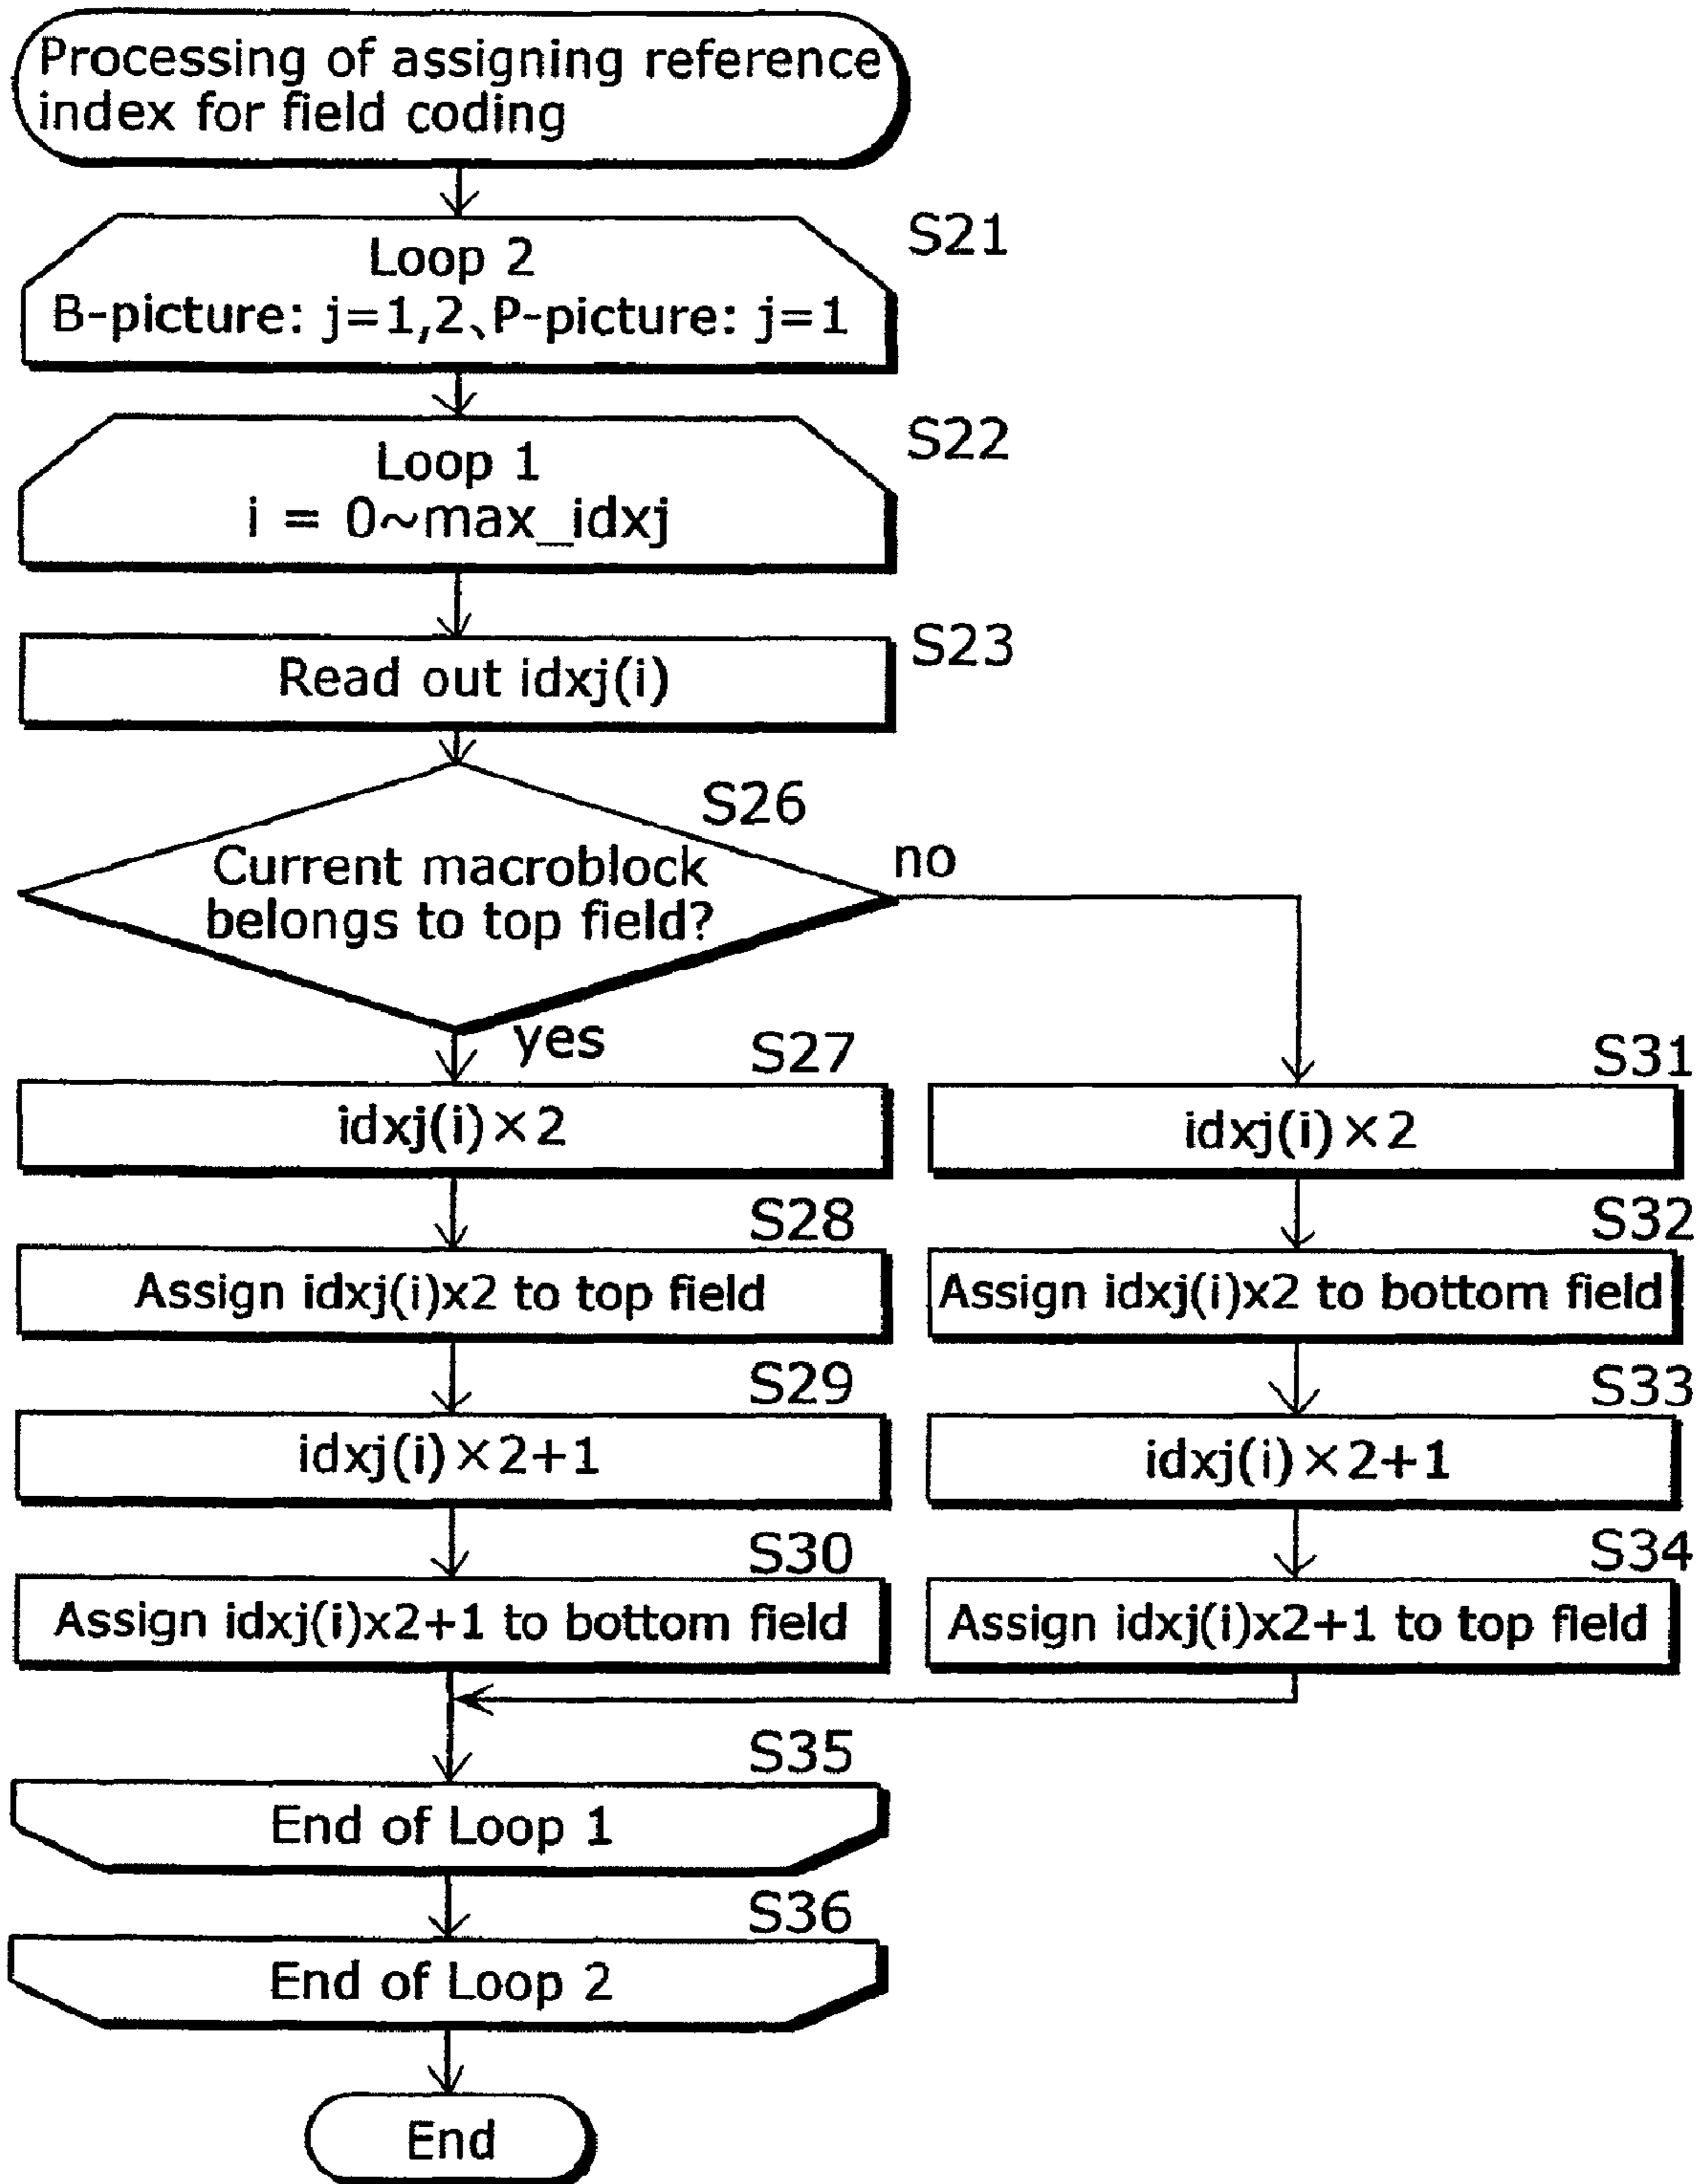 Processing of assigning reference
index for field coding
S21
Loop 2
B-picture: j=1,2、P-picture: j=1
S22
Loop 1
i = 0~max_idxj
S23
Read out idxj(i)
S26
Current macroblock
belongs to top field?
no
yes
S27
idxj(i)×2
S28
Assign idxj(i)x2 to top field
S29
idxj(i)×2+1
S30
Assign idxj(i)x2+1 to bottom field
S31
idxj(i)×2
S32
Assign idxj(i)x2 to bottom field
S33
idxj(i)×2+1
S34
Assign idxj(i)x2+1 to top field
S35
End of Loop 1
S36
End of Loop 2
End